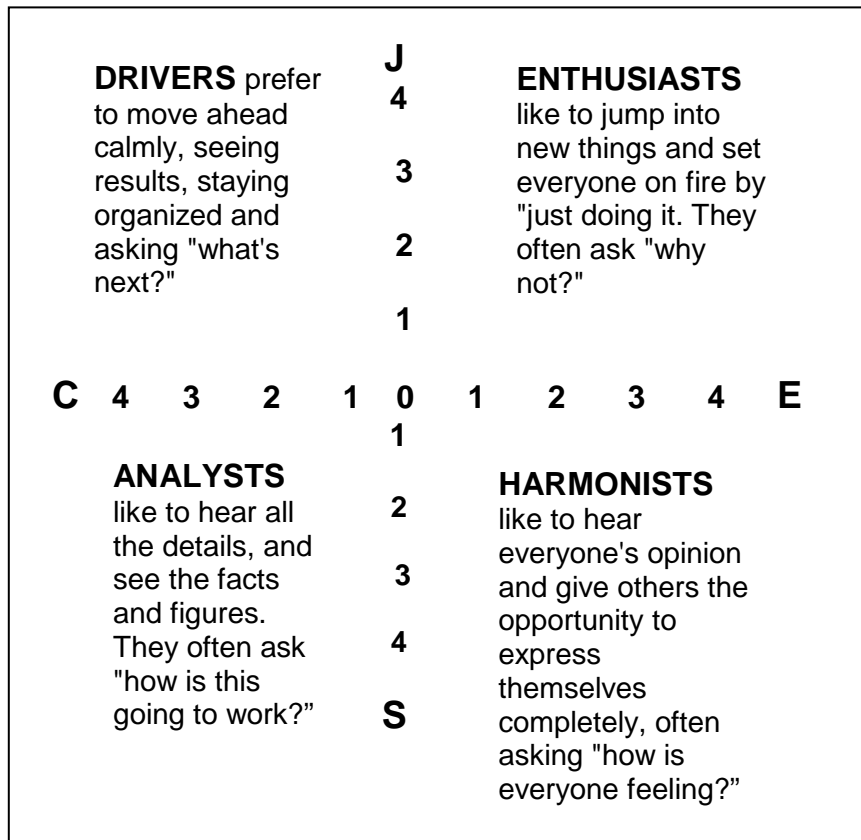 J
DRIVERS prefer
to move ahead
calmly, seeing
results, staying
organized and
asking "what's
next?"
ENTHUSIASTS
like to jump into
new things and set
everyone on fire by
"just doing it. They
often ask "why
not?"
4
3
2
1
C 4 3 2 1 0 1 2 3 4 E
1
2
3
4
S
ANALYSTS
like to hear all
the details, and
see the facts
and figures.
They often ask
"how is this
going to work?”
HARMONISTS
like to hear
everyone's opinion
and give others the
opportunity to
express
themselves
completely, often
asking "how is
everyone feeling?”